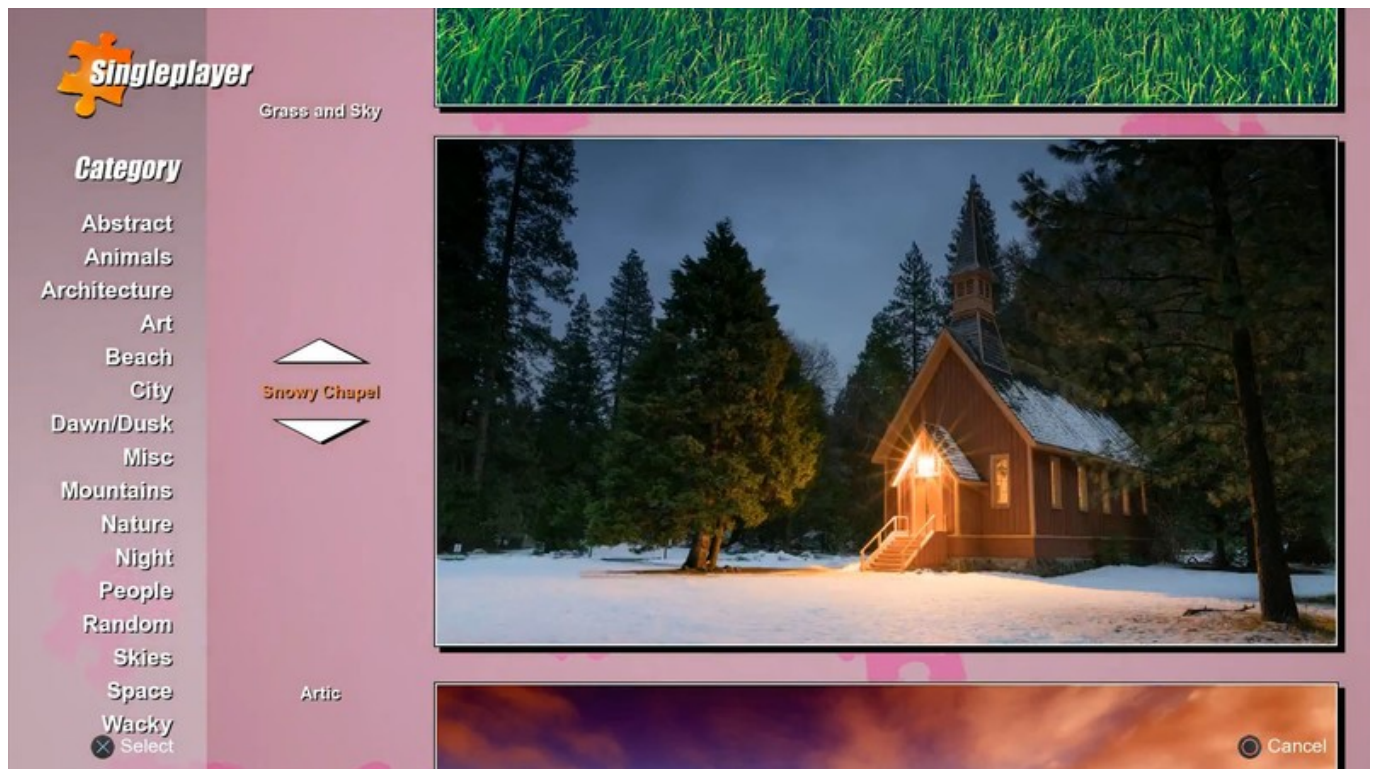 Singleplayer
Grass and Sky
Category
Abstract
Animals
Architecture
Art
Beach
City
Snowy Chapel
Dawn/Dusk
Misc
Mountains
Nature
Night
People
Random
Skies
Space
Artic
Wacky
Select
Cancel